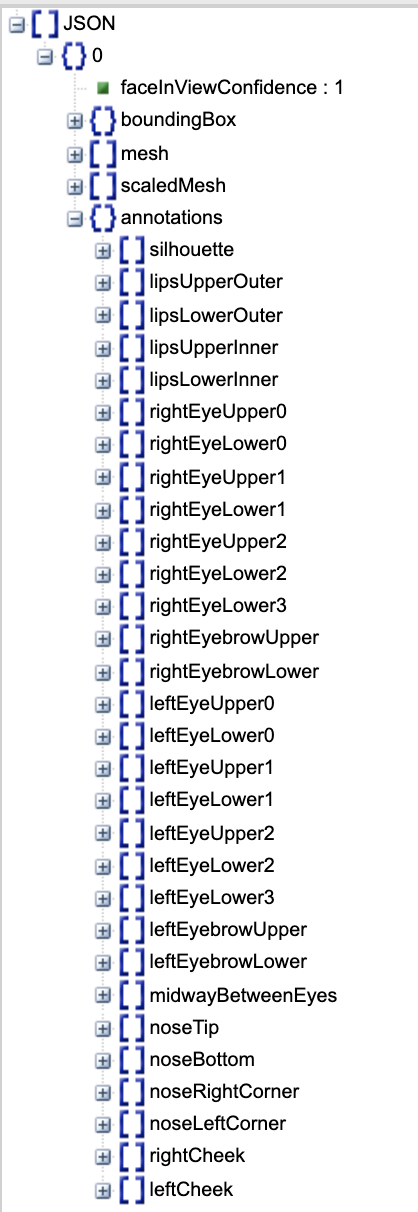 JSON
0
faceInViewConfidence : 1
boundingBox
mesh
scaledMesh
annotations
silhouette
lipsUpperOuter
lipsLowerOuter
lipsUpperInner
lipsLowerInner
rightEyeUpper0
rightEyeLower0
rightEyeUpper1
rightEyeLower1
rightEyeUpper2
rightEyeLower2
rightEyeLower3
rightEyebrowUpper
rightEyebrowLower
leftEyeUpper0
leftEyeLower0
leftEyeUpper1
leftEyeLower1
leftEyeUpper2
leftEyeLower2
leftEyeLower3
leftEyebrowUpper
leftEyebrowLower
midwayBetweenEyes
noseTip
noseBottom
noseRightCorner
noseLeftCorner
rightCheek
leftCheek